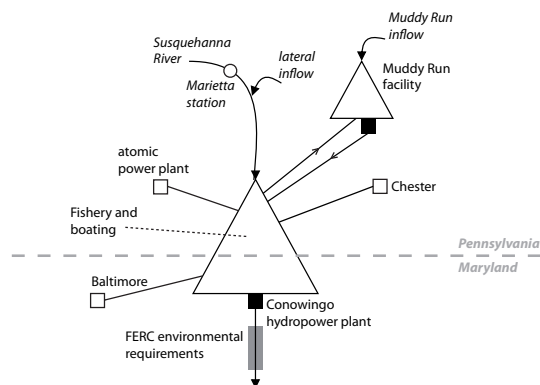 Muddy Run
inflow
Susquehanna
River
lateral
inflow
Marietta
station
Muddy Run
facility
atomic
power plant
Chester
Fishery and
boating
Pennsylvania
Maryland
Baltimore
Conowingo
hydropower plant
FERC environmental
requirements